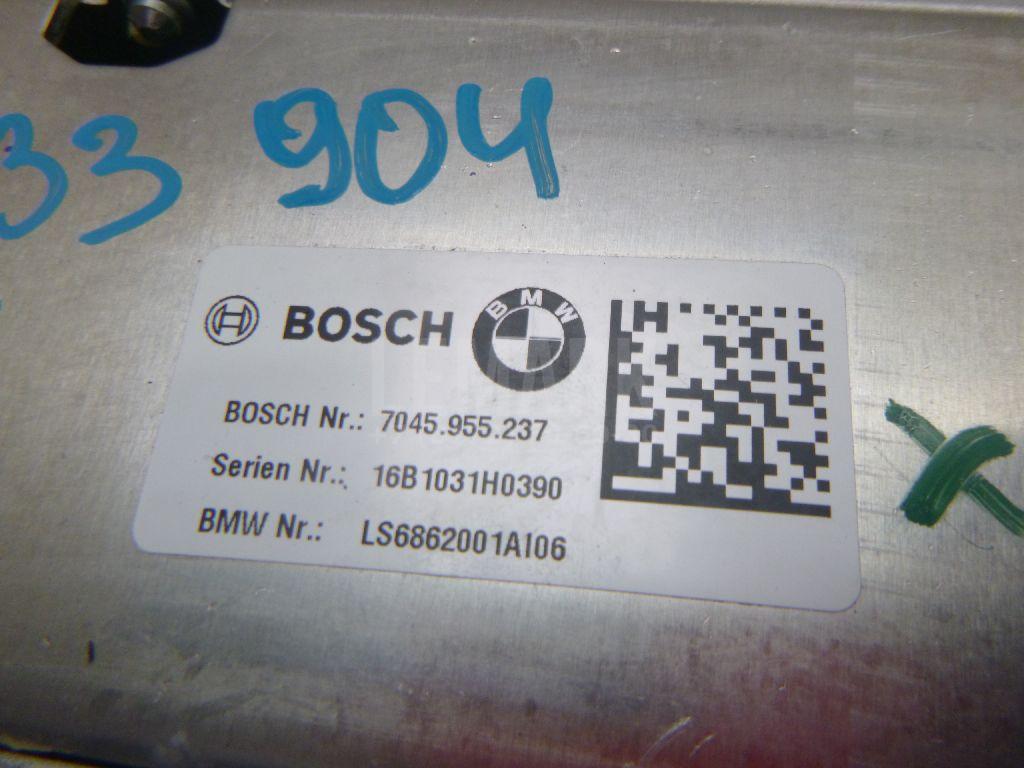 33 904
BOSCH
BMW
BOSCH Nr.: 7045.955.237
Serien Nr.: 16B1031H0390
BMW Nr.: LS6862001AI06